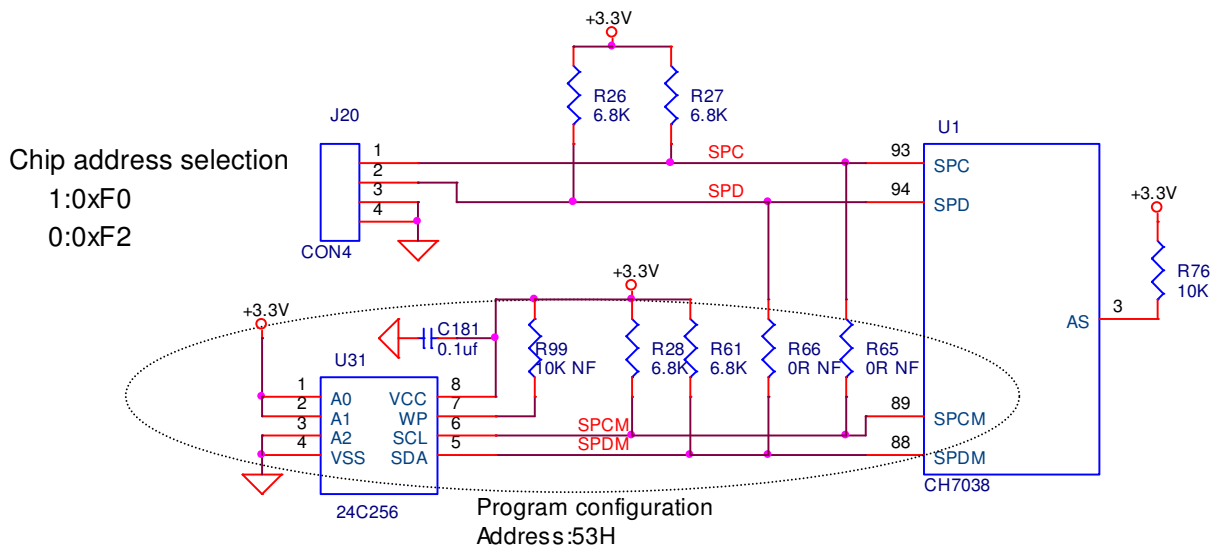 +3.3V
R26
6.8K
R27
6.8K
J20
U1
Chip address selection
1:0xF0
0:0xF2
1
2
3
4
CON4
SPC
SPD
93
94
SPC
SPD
+3.3V
R76
10K
3
AS
+3.3V
+3.3V
C181
0.1uf
R99
10K NF
R28
6.8K
R61
6.8K
R66
0R NF
R65
0R NF
U31
1
2
3
4
A0
A1
A2
VSS
VCC
WP
SCL
SDA
8
7
6
5
SPCM
SPDM
89
88
SPCM
SPDM
24C256
CH7038
Program configuration
Address:53H